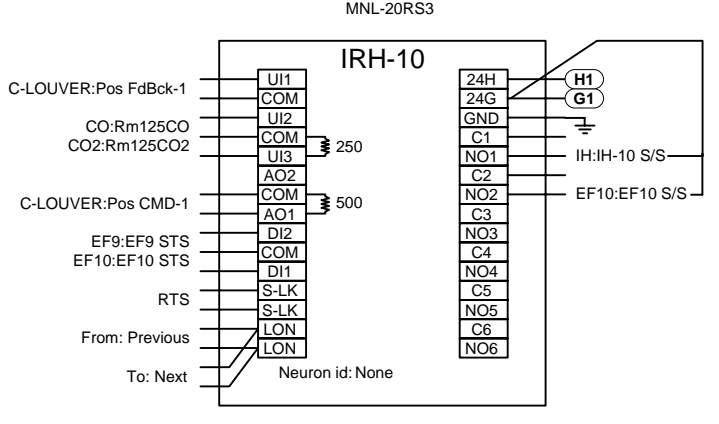 MNL-20RS3
IRH-10
C-LOUVER:Pos FdBck-1
CO:Rm125CO
CO2:Rm125CO2
C-LOUVER:Pos CMD-1
EF9:EF9 STS
EF10:EF10 STS
RTS
From: Previous
To: Next
UI1
COM
UI2
COM
UI3
AO2
COM
AO1
DI2
COM
DI1
S-LK
S-LK
LON
LON
250
500
Neuron id: None
24H
24G
GND
C1
NO1
C2
NO2
C3
NO3
C4
NO4
C5
NO5
C6
NO6
H1
G1
IH:IH-10 S/S
EF10:EF10 S/S